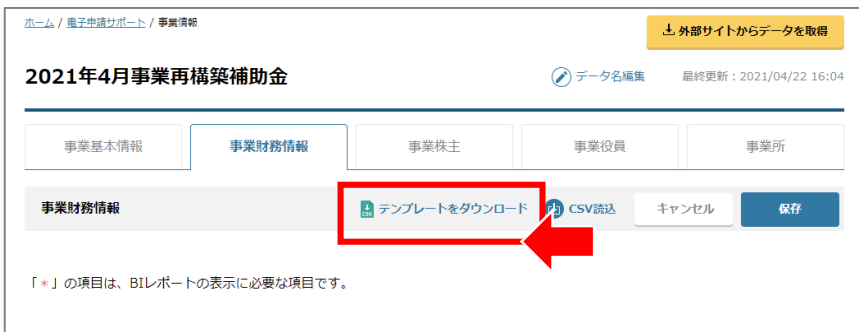 ホーム / 電子申請サポート / 事業情報
外部サイトからデータを取得
2021年4月事業再構築補助金
データ名編集
最終更新：2021/04/22 16:04
事業基本情報
事業財務情報
事業株主
事業役員
事業所
事業財務情報
CSV
テンプレートをダウンロード
CSV読込
キャンセル
保存
「*」の項目は、BIレポートの表示に必要な項目です。